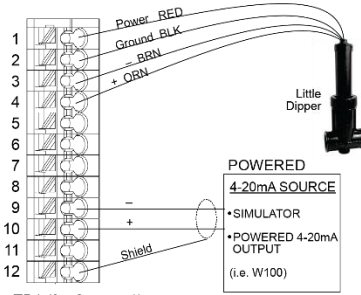 Power RED
1
Ground BLK
2
– BRN
3
+ ORN
4
Little
Dipper
5
6
7
POWERED
8
4-20mA SOURCE
9
–
•SIMULATOR
10
+
•POWERED 4-20mA
OUTPUT
11
Shield
12
(i.e. W100)